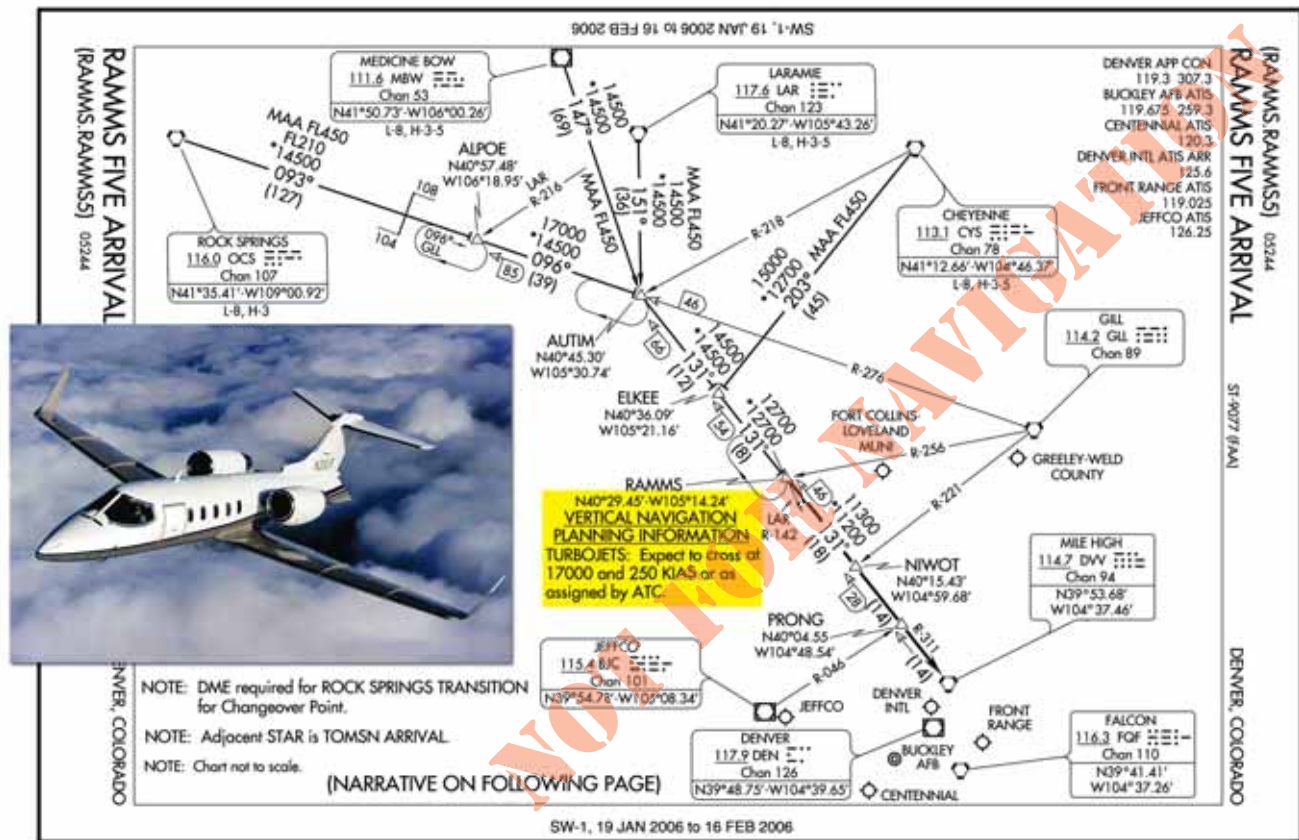 SW-1, 19 JAN 2006 to 16 FEB 2006
RAMMS FIVE ARRIVAL
(RAMMS.RAMMS5) 05244
(RAMMS.RAMMS5) 05244
RAMMS FIVE ARRIVAL
ST-9077 (FAA)
DENVER, COLORADO
DENVER APP CON
119.3 307.3
BUCKLEY AFB ATIS
119.675 259.3
CENTENNIAL ATIS
120.3
DENVER INTL ATIS ARR
125.6
FRONT RANGE ATIS
119.025
JEFFCO ATIS
126.25
MEDICINE BOW
111.6 MBW
Chan 53
N41°50.73'-W106°00.26'
L-8, H-3-5
LARAMIE
117.6 LAR
Chan 123
N41°20.27'-W105°43.26'
L-8, H-3-5
CHEYENNE
113.1 CYS
Chan 78
N41°12.66'-W104°46.37'
L-8, H-3-5
ROCK SPRINGS
116.0 OCS
Chan 107
N41°35.41'-W109°00.92'
L-8, H-3
GILL
114.2 GLL
Chan 89
MAA FL450
FL210
*14500
093°
(127)
108
104
ALPOE
N40°57.48'
W106°18.95'
LAR
R-216
096°
GLL
85
17000
*14500
096°
(39)
14500
*14500
147°
(69)
MAA FL450
14500
*14500
151°
(36)
MAA FL450
R-218
15000
*12700
203°
(45)
MAA FL450
46
R-276
AUTIM
N40°45.30'
W105°30.74'
66
14500
*14500
131°
(12)
ELKEE
N40°36.09'
W105°21.16'
54
12700
*12700
131°
(8)
FORT COLLINS-
LOVELAND
MUNI
R-256
GREELEY-WELD
COUNTY
R-221
RAMMS
N40°29.45'-W105°14.24'
VERTICAL NAVIGATION
PLANNING INFORMATION
TURBOJETS: Expect to cross at
17000 and 250 KIAS or as
assigned by ATC.
LAR
R-142
46
11300
131°
(18)
NIWOT
N40°15.43'
W104°59.68'
28
(14)
PRONG
N40°04.55
W104°48.54'
R-311
(14)
R-046
MILE HIGH
114.7 DVV
Chan 94
N39°53.68'
W104°37.46'
JEFFCO
115.4 BJC
Chan 101
N39°54.78'-W105°08.34'
JEFFCO
DENVER
INTL
FRONT
RANGE
BUCKLEY
AFB
CENTENNIAL
DENVER
117.9 DEN
Chan 126
N39°48.75'-W104°39.65'
FALCON
116.3 FQF
Chan 110
N39°41.41'
W104°37.26'
NOTE: DME required for ROCK SPRINGS TRANSITION
for Changeover Point.
NOTE: Adjacent STAR is TOMSN ARRIVAL.
NOTE: Chart not to scale.
(NARRATIVE ON FOLLOWING PAGE)
SW-1, 19 JAN 2006 to 16 FEB 2006
NOT FOR NAVIGATION